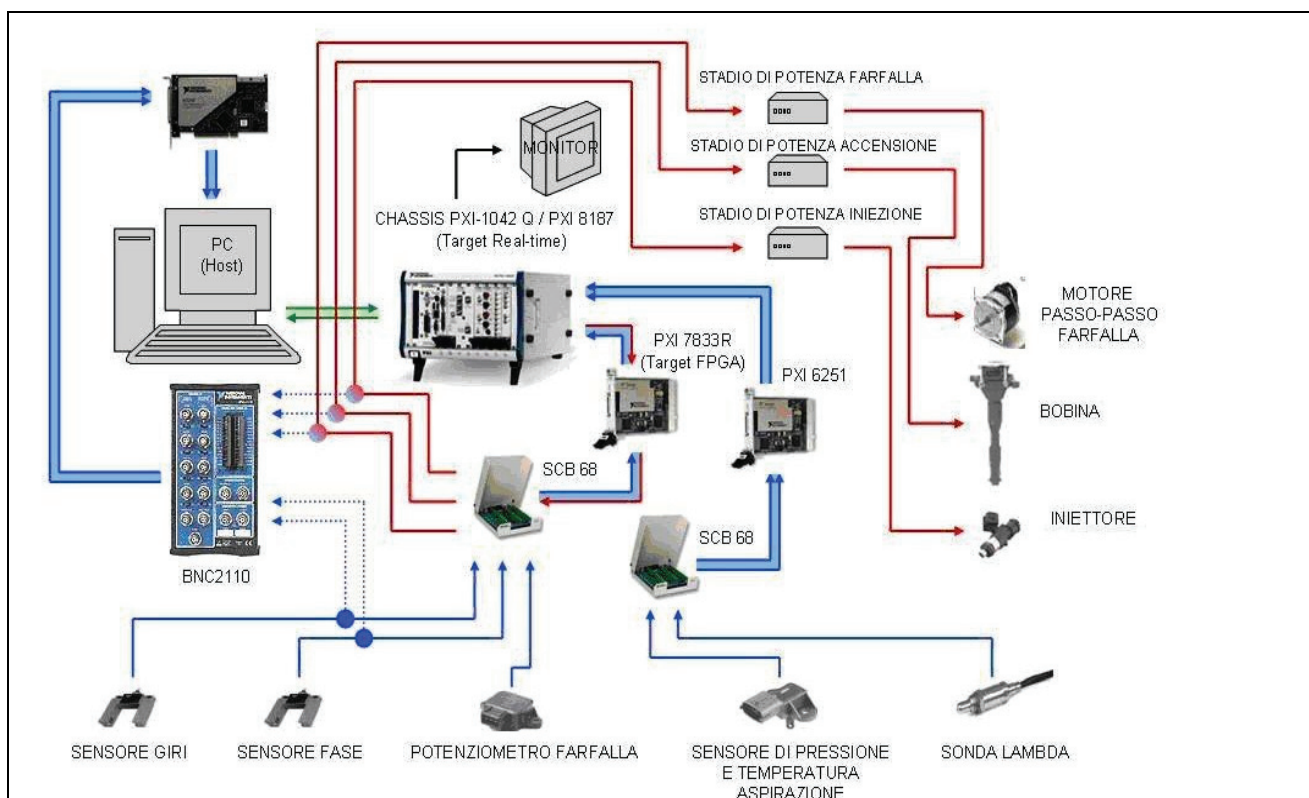 STADIO DI POTENZA FARFALLA
STADIO DI POTENZA ACCENSIONE
MONITOR
CHASSIS PXI-1042 Q / PXI 8187
(Target Real-time)
STADIO DI POTENZA INIEZIONE
PC
(Host)
MOTORE
PASSO-PASSO
FARFALLA
PXI 7833R
(Target FPGA)
PXI 6251
BOBINA
SCB 68
INIETTORE
SCB 68
BNC2110
SENSORE GIRI
SENSORE FASE
POTENZIOMETRO FARFALLA
SENSORE DI PRESSIONE
E TEMPERATURA
ASPIRAZIONE
SONDA LAMBDA